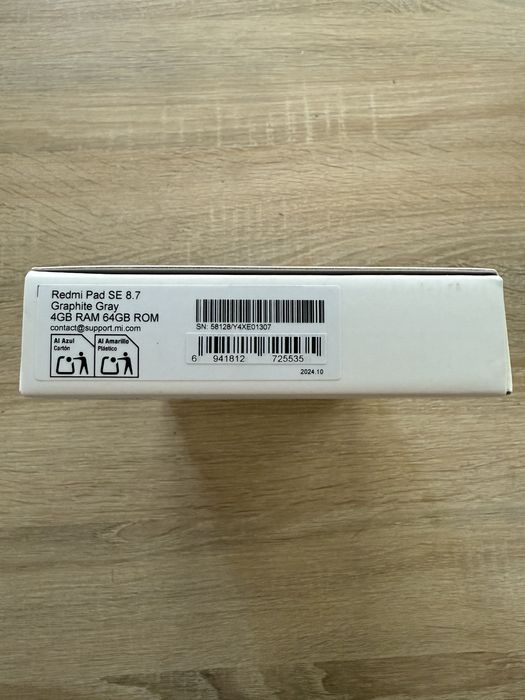 Redmi Pad SE 8.7
Graphite Gray
4GB RAM 64GB ROM
contact@support.mi.com
Al Azul
Cartón
Al Amarillo
Plástico
SN: 58128/Y4XE01307
6 941812 725535
2024.10